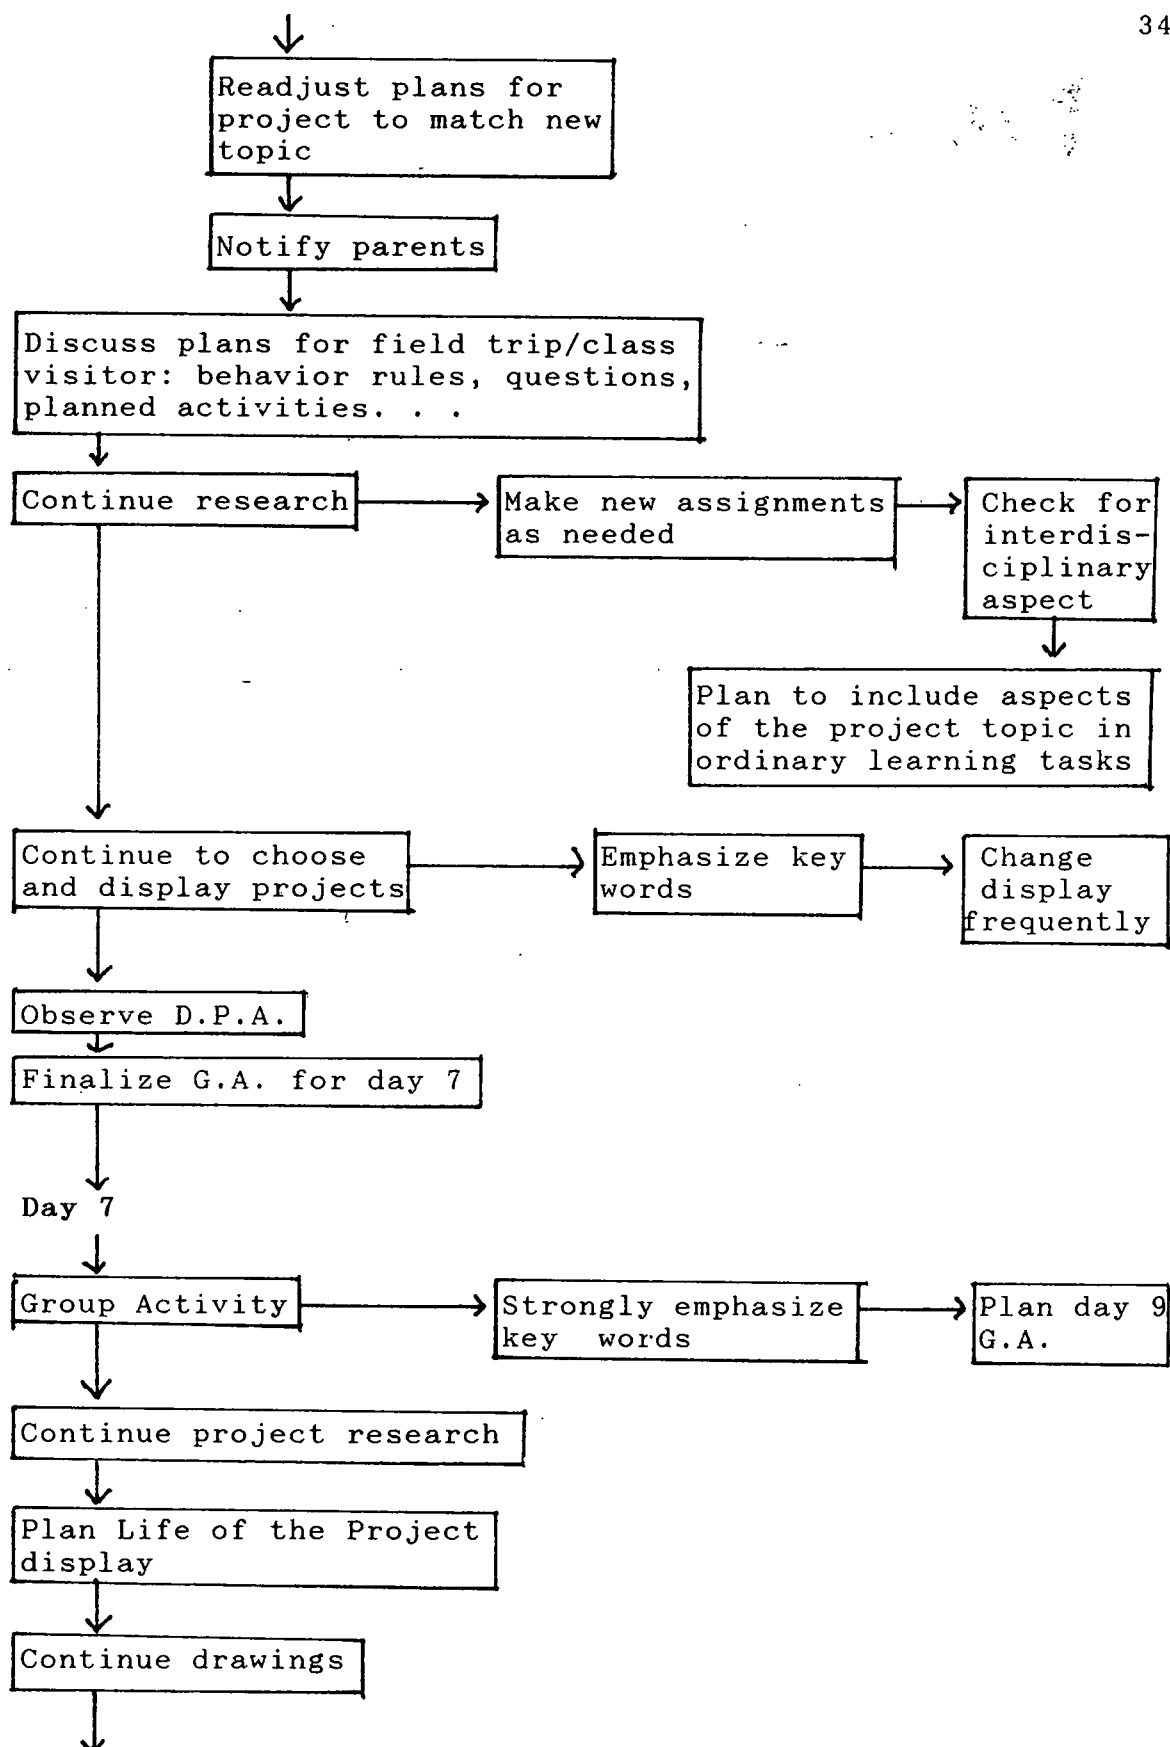 34
Readjust plans for
project to match new
topic
Notify parents
Discuss plans for field trip/class
visitor: behavior rules, questions,
planned activities. . .
Continue research
Make new assignments
as needed
Check for
interdis-
ciplinary
aspect
Plan to include aspects
of the project topic in
ordinary learning tasks
Continue to choose
and display projects
Emphasize key
words
Change
display
frequently
Observe D.P.A.
Finalize G.A. for day 7
Day 7
Group Activity
Strongly emphasize
key words
Plan day 9
G.A.
Continue project research
Plan Life of the Project
display
Continue drawings